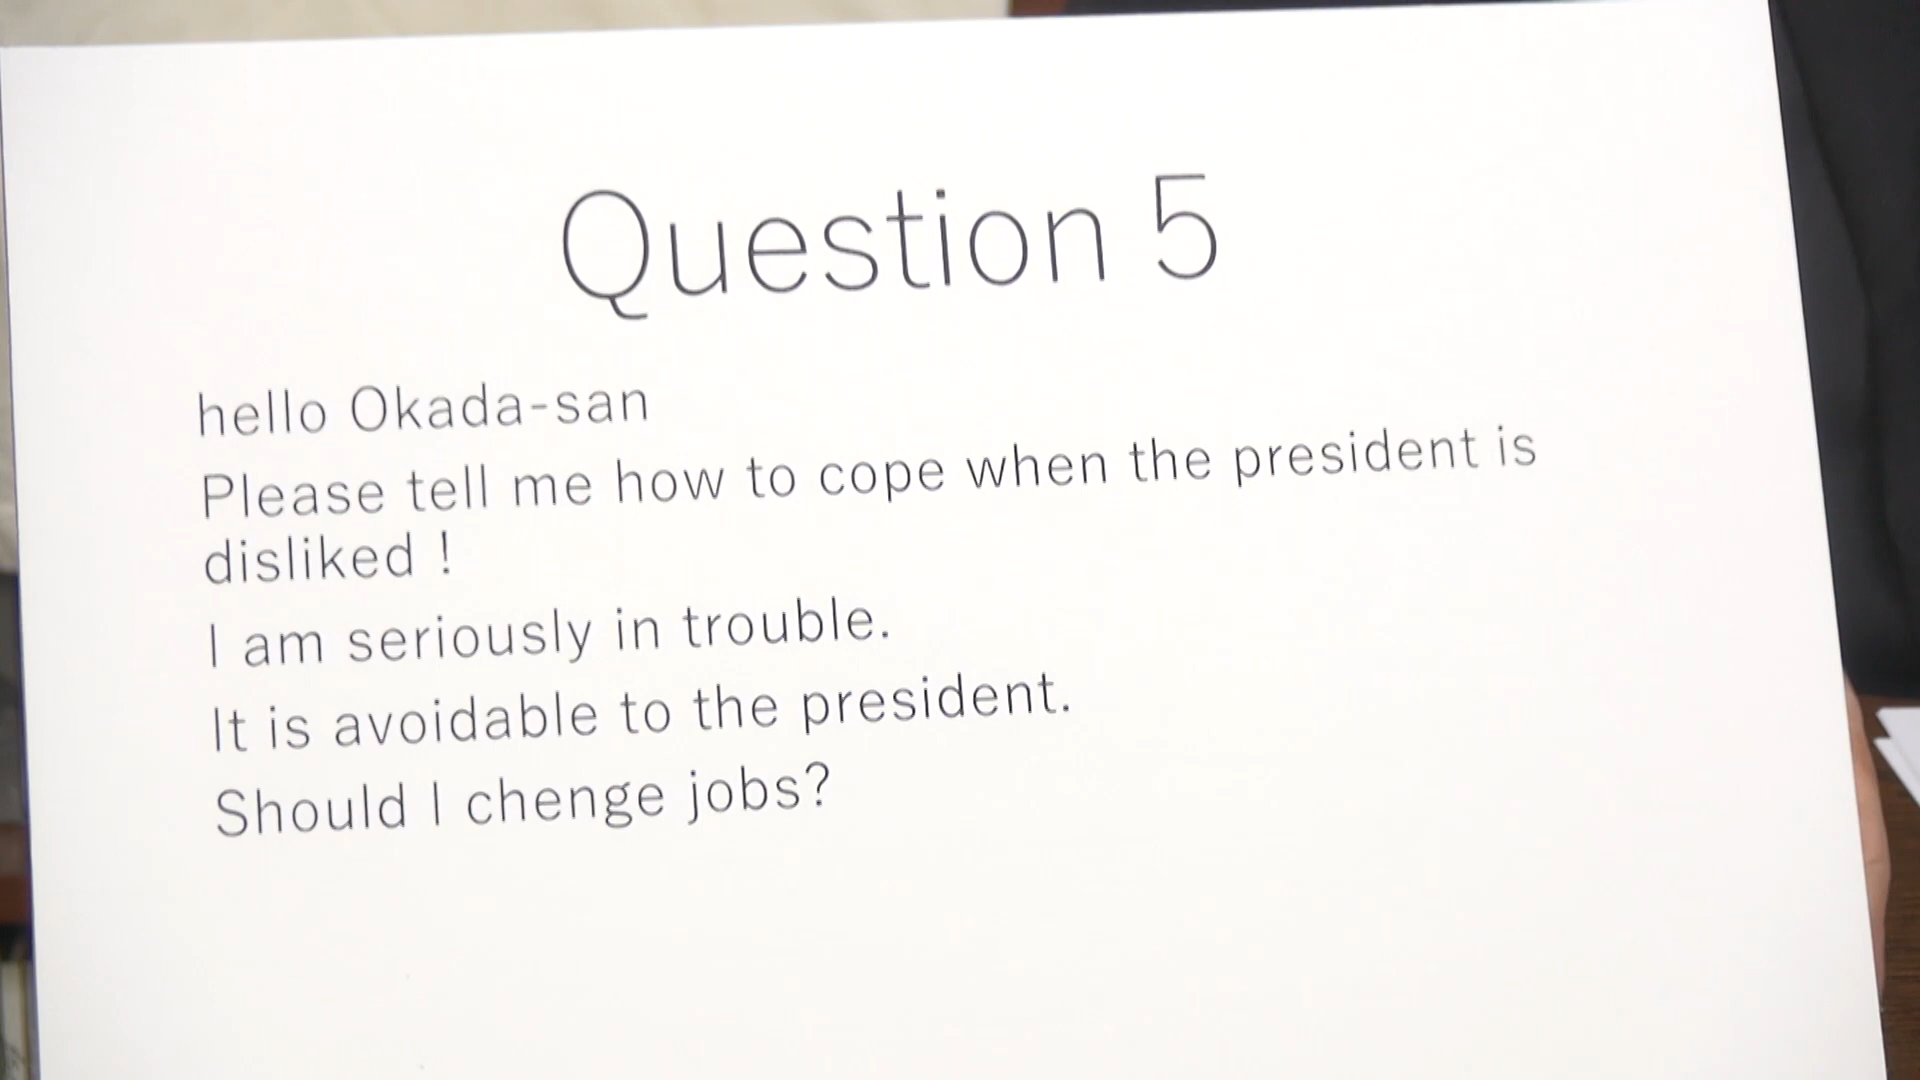 Question 5
hello Okada-san
Please tell me how to cope when the president is
disliked !
I am seriously in trouble.
It is avoidable to the president.
Should I chenge jobs?